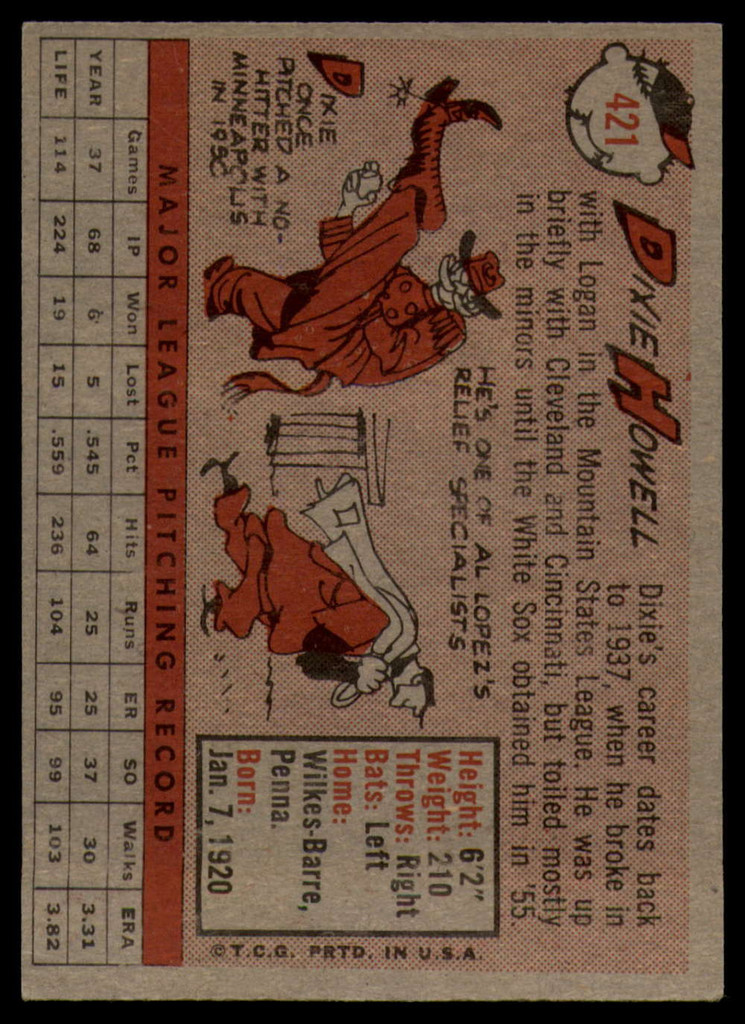 421
DIXIE HOWELL
Dixie's career dates back
to 1937, when he broke in
with Logan in the Mountain States League. He was up
briefly with Cleveland and Cincinnati, but toiled mostly
in the minors until the White Sox obtained him in '55.
DIXIE
ONCE
PITCHED A NO-
HITTER WITH
MINNEAPOLIS
IN 1950
HE'S ONE OF AL LOPEZ'S
RELIEF SPECIALISTS
Height: 6'2"
Weight: 210
Throws: Right
Bats: Left
Home:
Wilkes-Barre,
Penna.
Born:
Jan. 7, 1920
© T.C.G. PRTD. IN U.S.A.
MAJOR LEAGUE PITCHING RECORD
Games IP Won Lost Pct Hits Runs ER SO Walks ERA
YEAR 37 68 6 5 .545 64 25 25 37 30 3.31
LIFE 114 224 19 15 .559 236 104 95 99 103 3.82